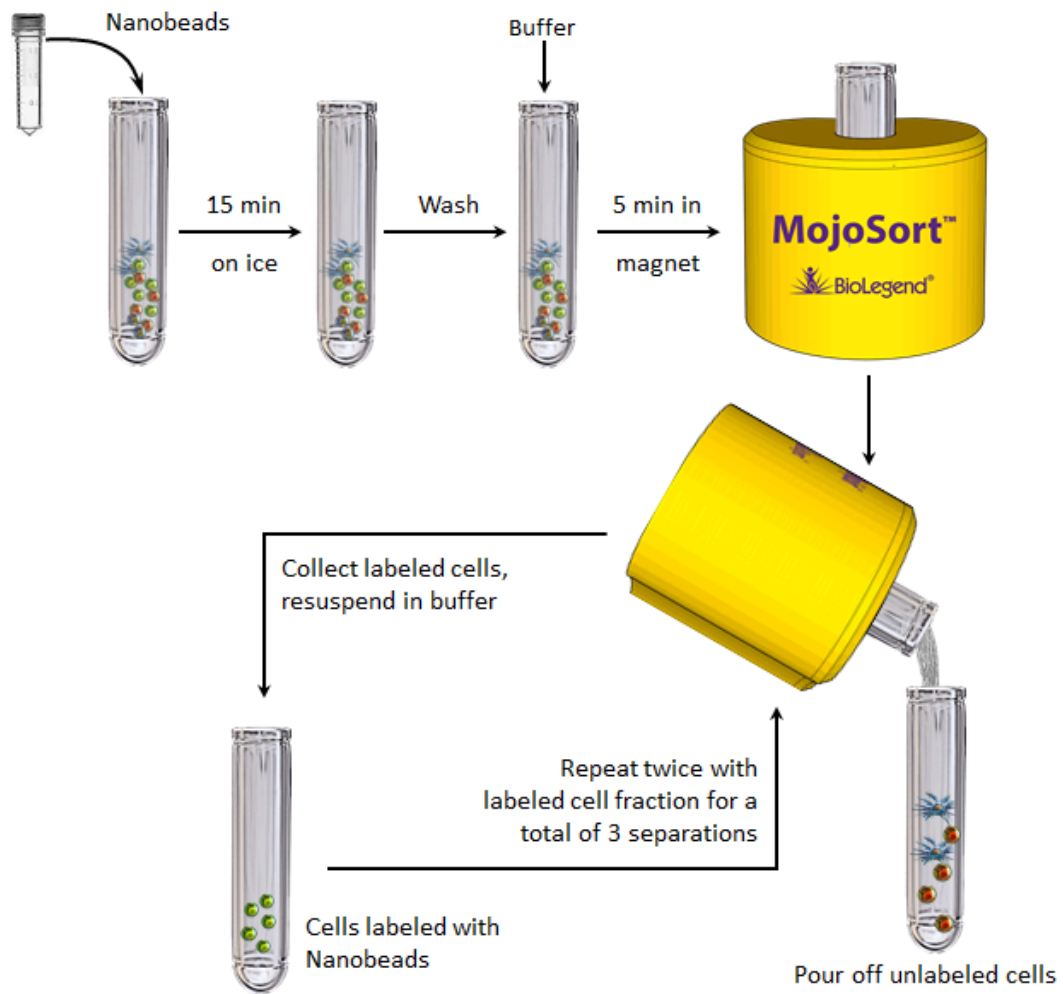 Nanobeads
Buffer
15 min
on ice
Wash
5 min in
magnet
MojoSort™
BioLegend®
Collect labeled cells,
resuspend in buffer
Repeat twice with
labeled cell fraction for a
total of 3 separations
Cells labeled with
Nanobeads
Pour off unlabeled cells